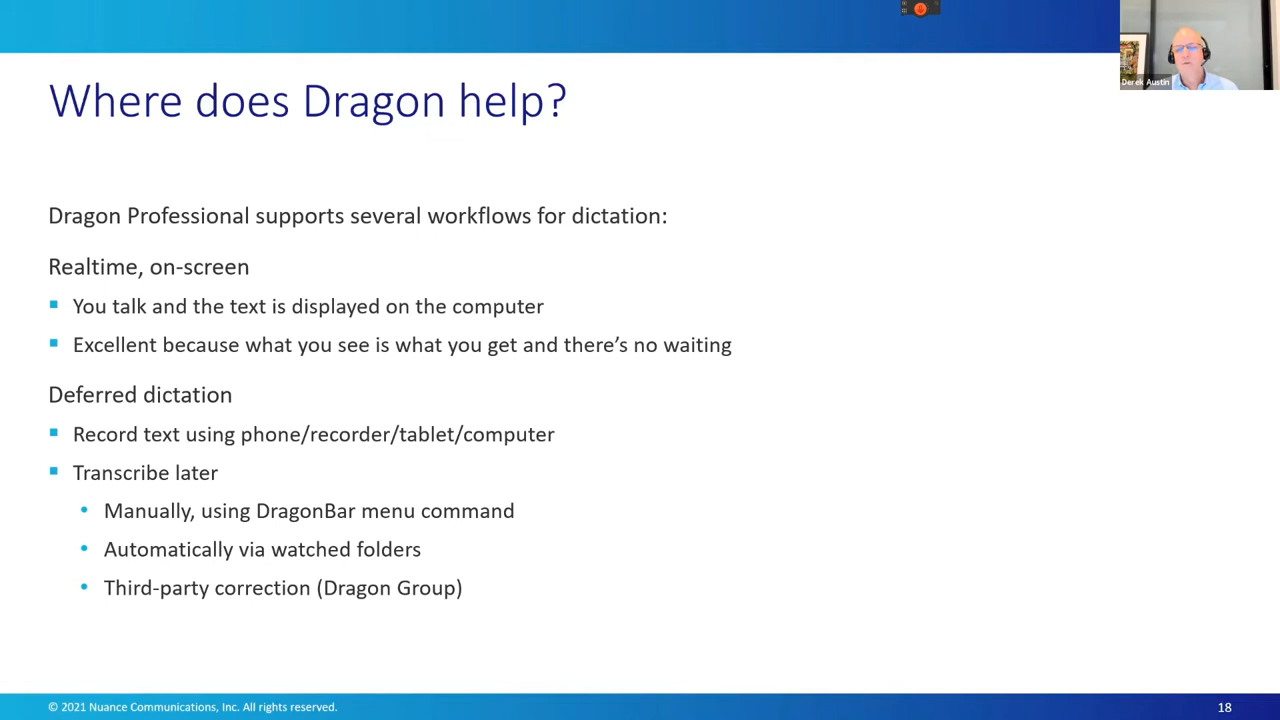 Derek Austin
Where does Dragon help?
Dragon Professional supports several workflows for dictation:
Realtime, on-screen
You talk and the text is displayed on the computer
Excellent because what you see is what you get and there's no waiting
Deferred dictation
Record text using phone/recorder/tablet/computer
Transcribe later
Manually, using DragonBar menu command
Automatically via watched folders
Third-party correction (Dragon Group)
© 2021 Nuance Communications, Inc. All rights reserved.
18